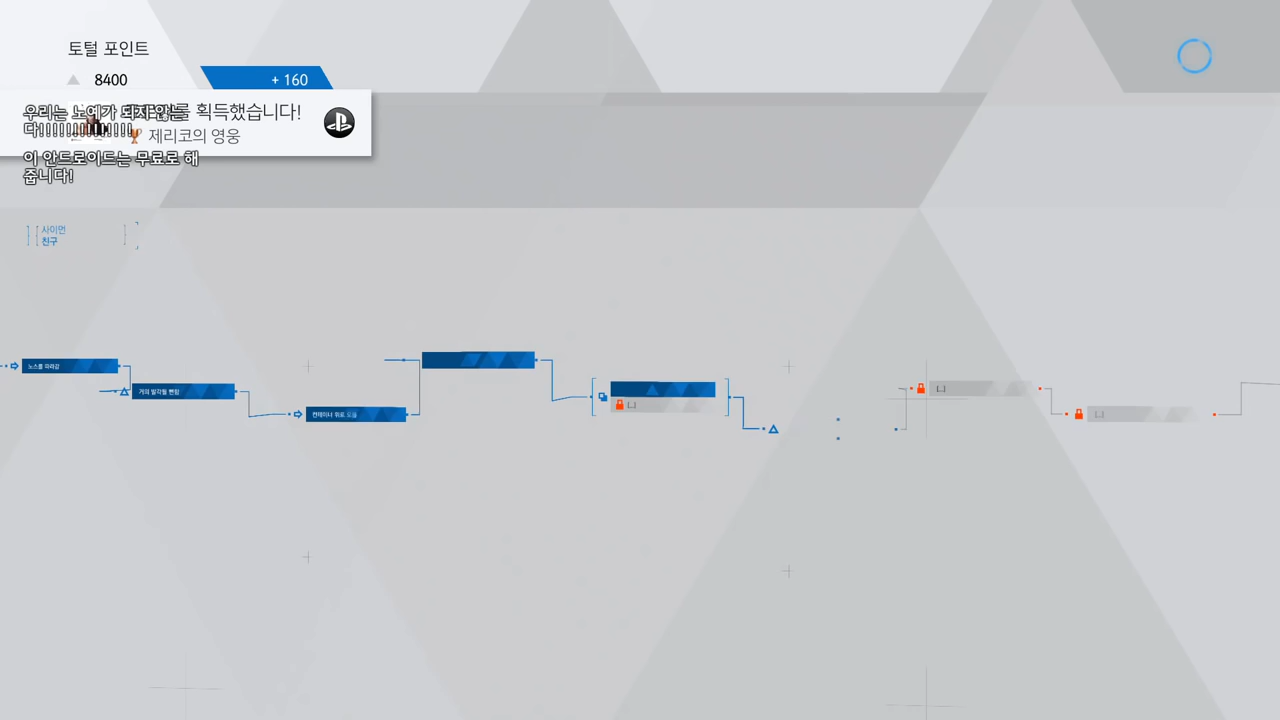 토털 포인트
8400
+ 160
획득했습니다!
제리코의 영웅
우리는 노예가 되지 않는
다!!!!!!!!!!!!!!!!
이 안드로이드는 무료로 해
줍니다!
사이먼
친구
노스를 따라감
거의 발각될 뻔함
컨테이너 위로